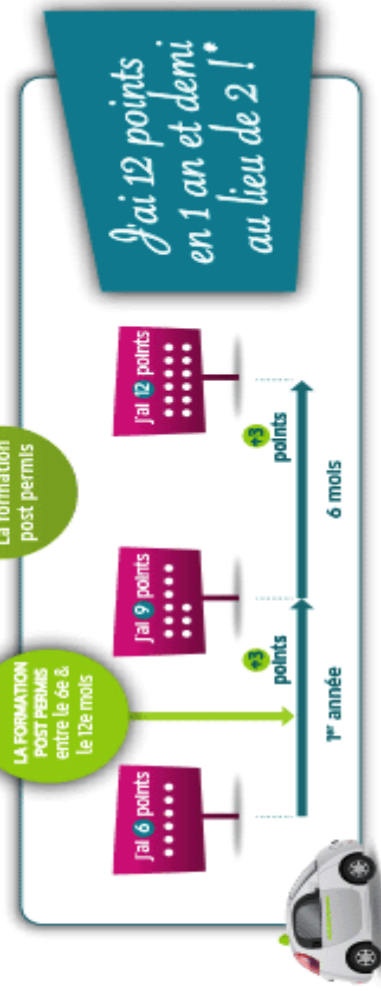 La formation
post permis
LA FORMATION
POST PERMIS
entre le 6e &
le 12e mois
J'ai 6 points
J'ai 9 points
J'ai 12 points
+3
points
+3
points
1er année
6 mois
J'ai 12 points
en 1 an et demi
au lieu de 2 !*